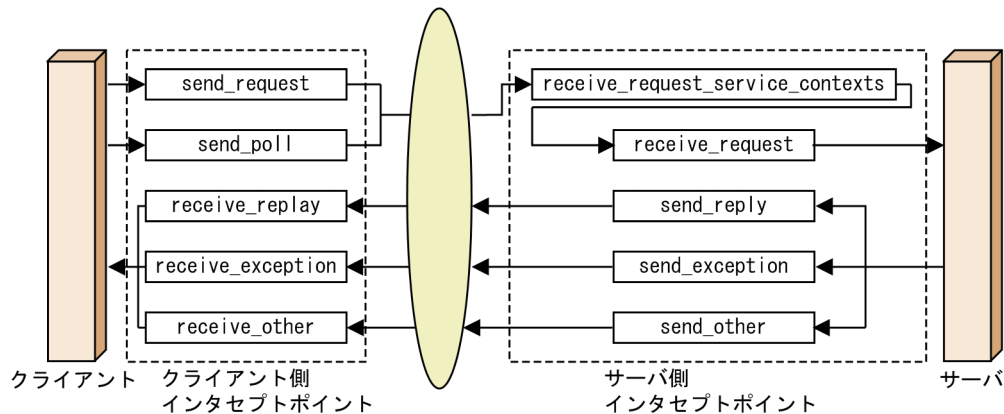 send_request
send_poll
receive_replay
receive_exception
receive_other
receive_request_service_contexts
receive_request
send_reply
send_exception
send_other
クライアント
クライアント側
インタセプトポイント
サーバ側
インタセプトポイント
サーバ